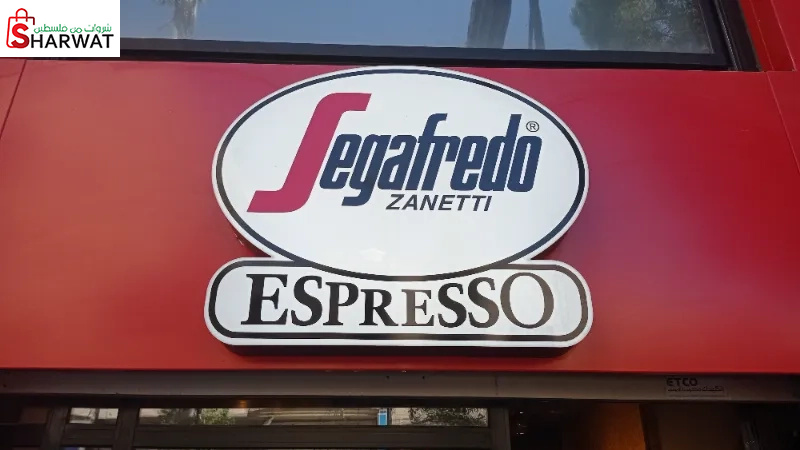 شروات من فلسطين
SHARWAT
Segafredo®
ZANETTI
ESPRESSO
ETCO